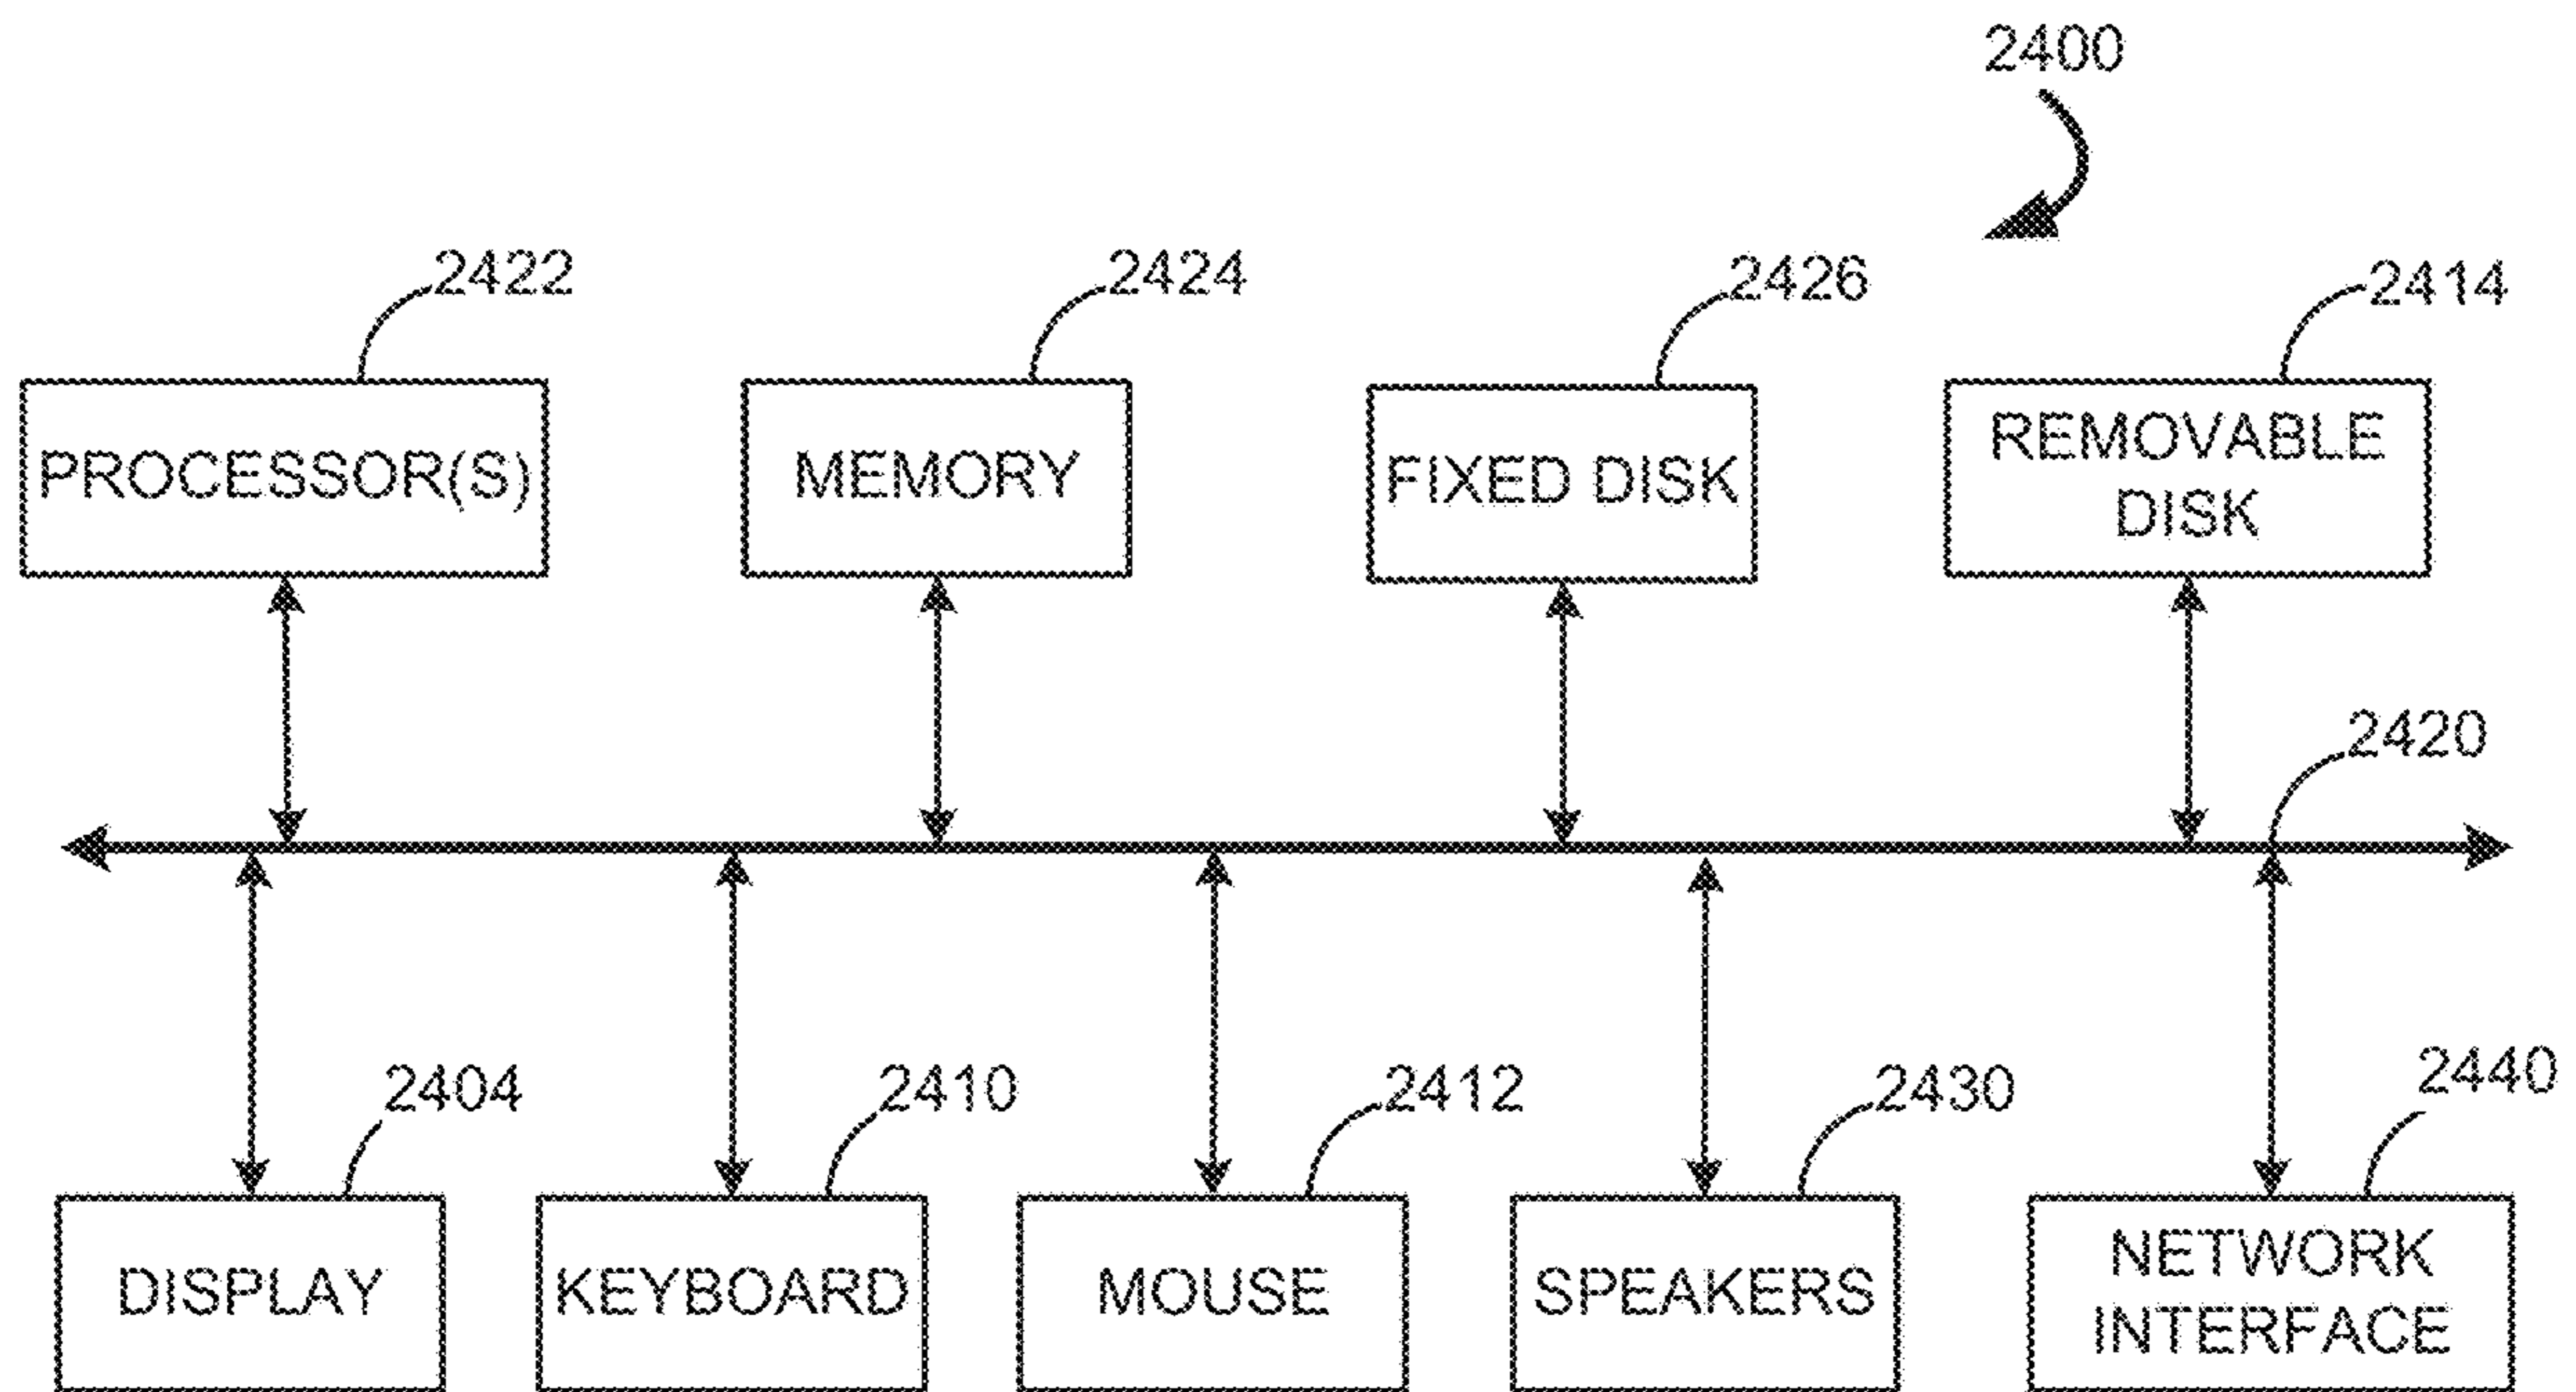 2400
2422
2424
2426
2414
PROCESSOR(S)
MEMORY
FIXED DISK
REMOVABLE
DISK
2420
2404
2410
2412
2430
2440
DISPLAY
KEYBOARD
MOUSE
SPEAKERS
NETWORK
INTERFACE